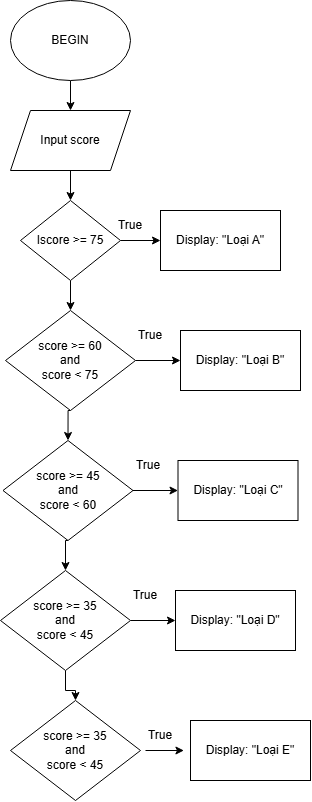 BEGIN
Input score
True
Iscore >= 75
Display: "Loại A"
True
score >= 60
and
score < 75
Display: "Loại B"
True
score >= 45
and
score < 60
Display: "Loại C"
True
score >= 35
and
score < 45
Display: "Loại D"
True
score >= 35
and
score < 45
Display: "Loại E"